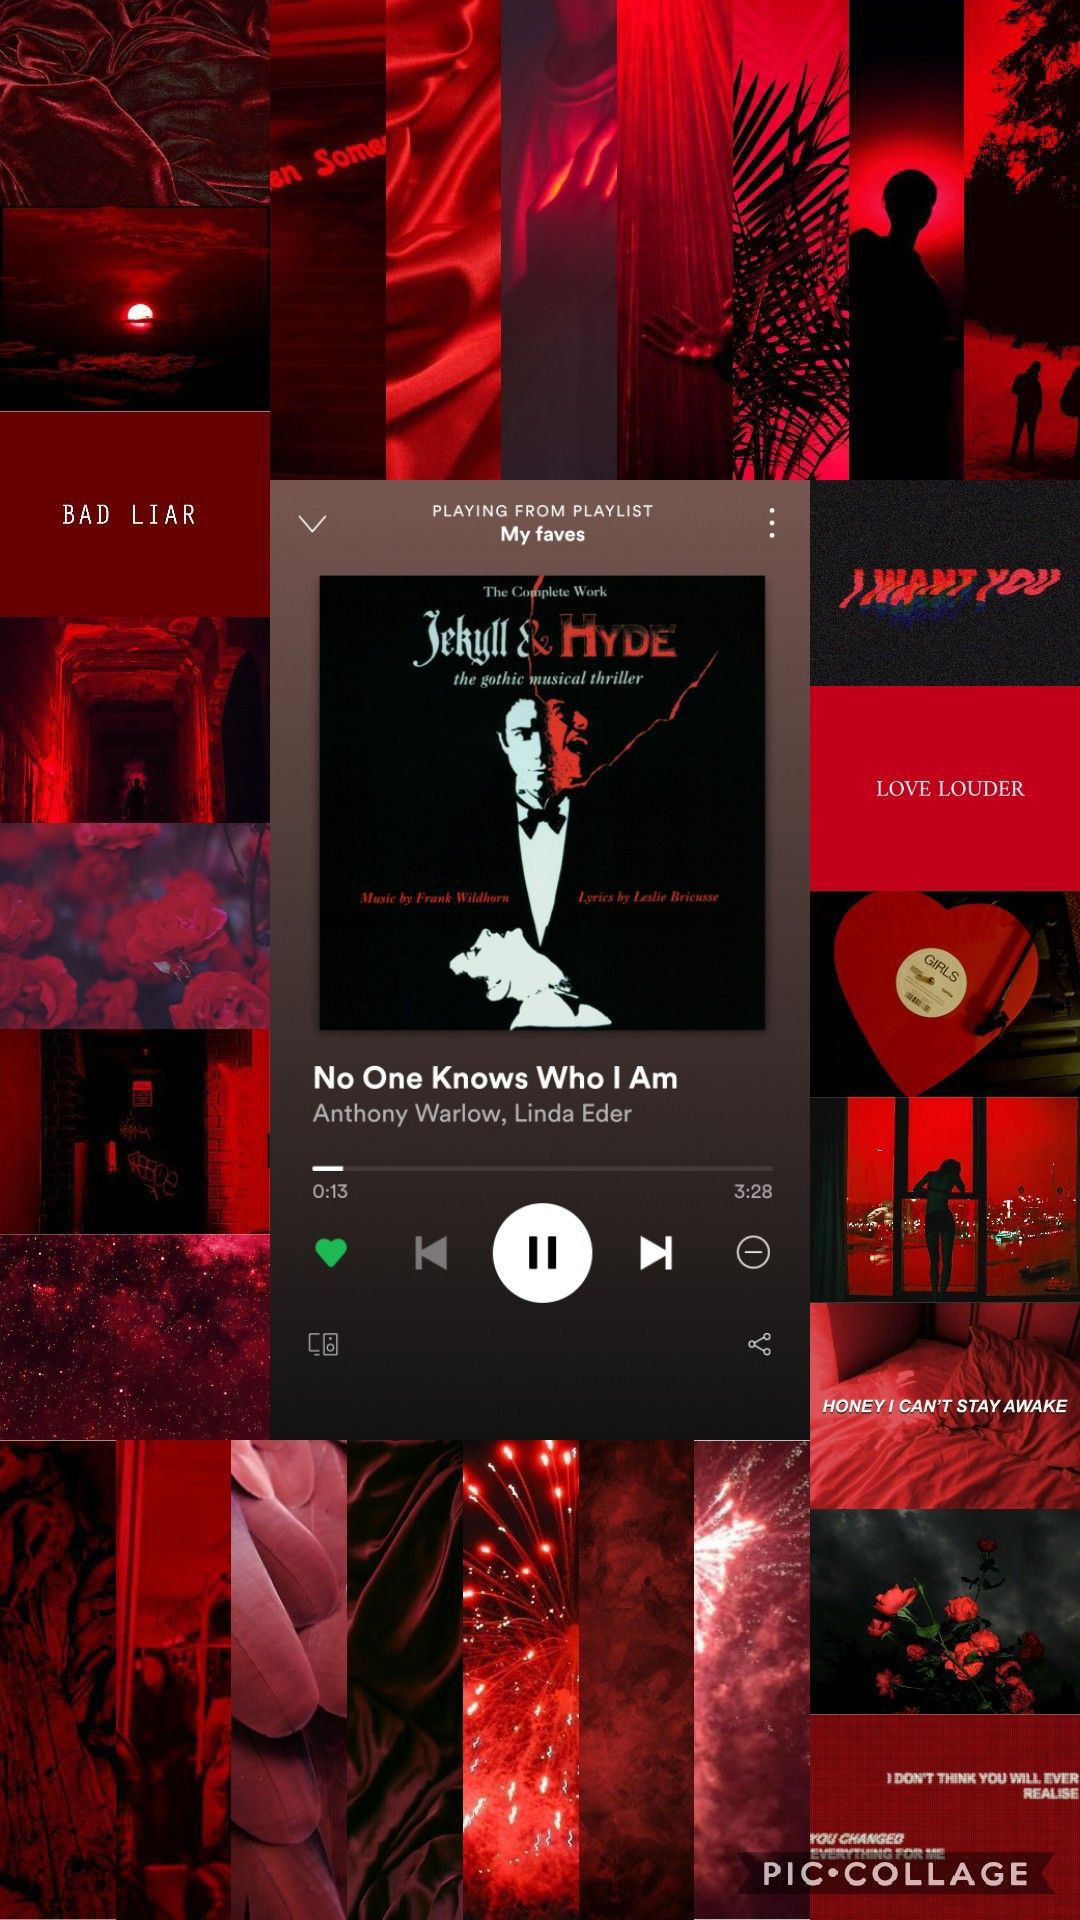 en Some
BAD LIAR
PLAYING FROM PLAYLIST
My faves
The Complete Work
Jekyll & HYDE
the gothic musical thriller
Music by Frank Wildhorn
Lyrics by Leslie Bricusse
No One Knows Who I Am
Anthony Warlow, Linda Eder
0:13
3:28
I WANT YOU
LOVE LOUDER
GIRLS
HONEY I CAN'T STAY AWAKE
I DON'T THINK YOU WILL EVER
REALISE
YOU CHANGED
EVERYTHING FOR ME
PIC•COLLAGE